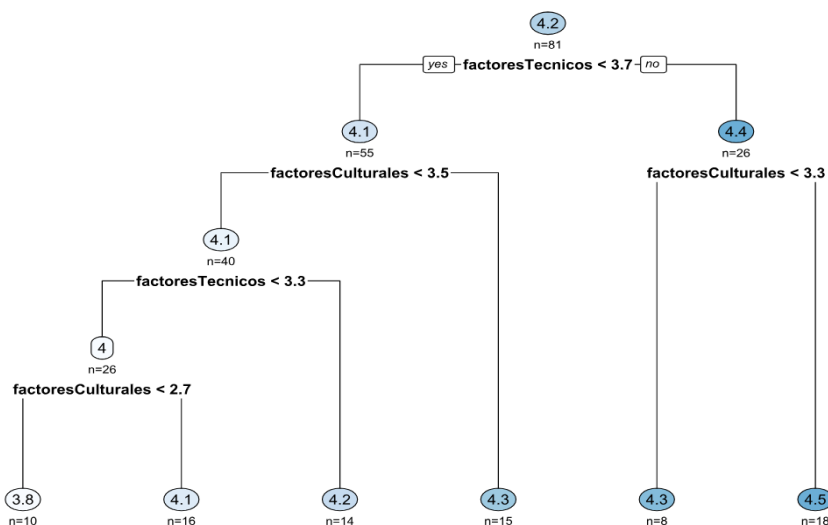 4.2
n=81
yes factoresTecnicos < 3.7 no
4.1 4.4
n=55 n=26
factoresCulturales < 3.5 factoresCulturales < 3.3
4.1
n=40
factoresTecnicos < 3.3
4
n=26
factoresCulturales < 2.7
3.8 4.1 4.2 4.3 4.3 4.5
n=10 n=16 n=14 n=15 n=8 n=18